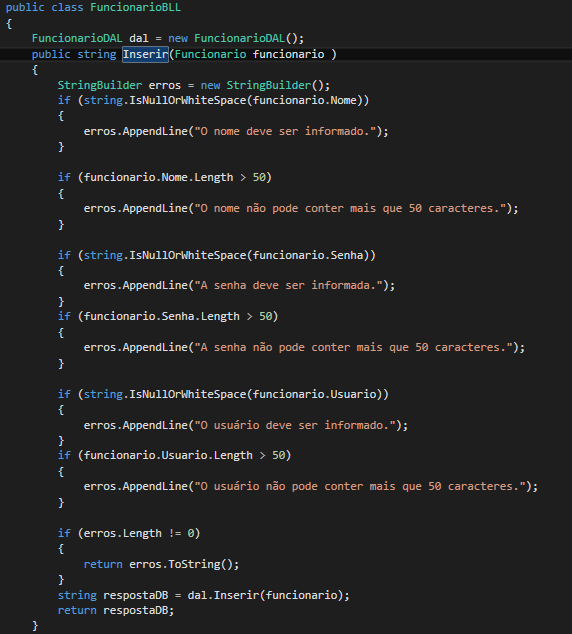 public class FuncionarioBLL
{
FuncionarioDAL dal = new FuncionarioDAL();
public string Inserir(Funcionario funcionario )
{
StringBuilder erros = new StringBuilder();
if (string.IsNullOrWhiteSpace(funcionario.Nome))
{
erros.AppendLine("O nome deve ser informado.");
}
if (funcionario.Nome.Length > 50)
{
erros.AppendLine("O nome não pode conter mais que 50 caracteres.");
}
if (string.IsNullOrWhiteSpace(funcionario.Senha))
{
erros.AppendLine("A senha deve ser informada.");
}
if (funcionario.Senha.Length > 50)
{
erros.AppendLine("A senha não pode conter mais que 50 caracteres.");
}
if (string.IsNullOrWhiteSpace(funcionario.Usuario))
{
erros.AppendLine("O usuário deve ser informado.");
}
if (funcionario.Usuario.Length > 50)
{
erros.AppendLine("O usuário não pode conter mais que 50 caracteres.");
}
if (erros.Length != 0)
{
return erros.ToString();
}
string respostaDB = dal.Inserir(funcionario);
return respostaDB;
}